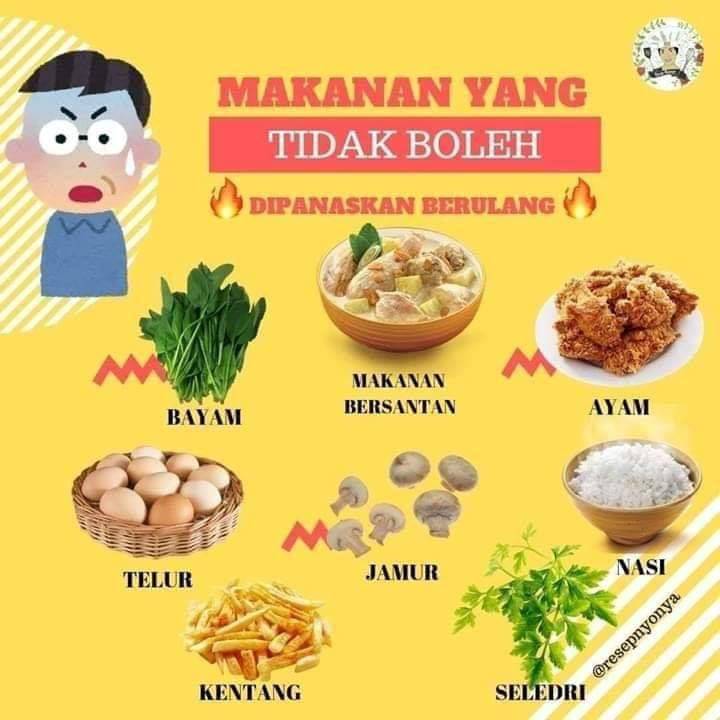 MAKANAN YANG
TIDAK BOLEH
DIPANASKAN BERULANG
BAYAM
MAKANAN
BERSANTAN
AYAM
TELUR
JAMUR
NASI
KENTANG
SELEDRI
@resepnyonya